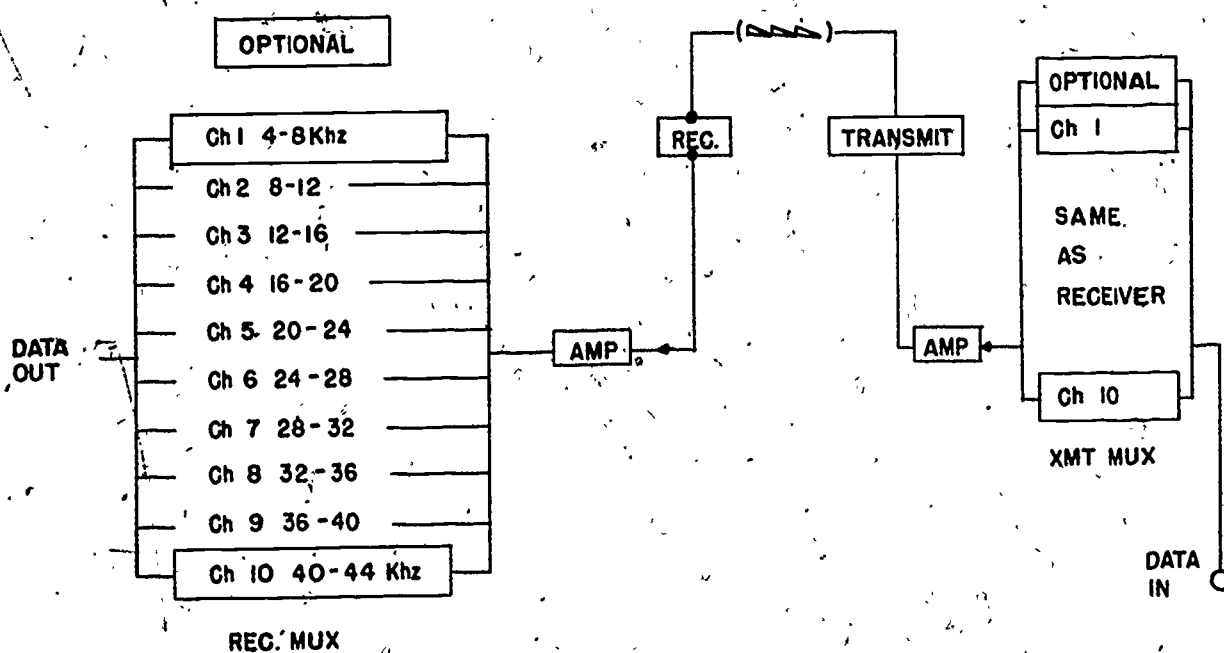 OPTIONAL
Ch 1 4-8 Khz
Ch 2 8-12
Ch 3 12-16
Ch 4 16-20
Ch 5 20-24
Ch 6 24-28
Ch 7 28-32
Ch 8 32-36
Ch 9 36-40
Ch 10 40-44 Khz
DATA
OUT
REC. MUX
AMP
REC.
TRANSMIT
AMP
OPTIONAL
Ch 1
SAME
AS
RECEIVER
Ch 10
XMT MUX
DATA
IN